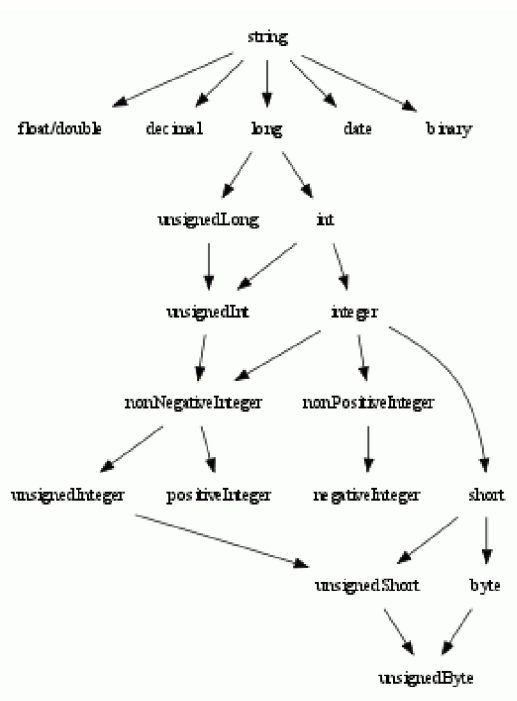 string
float/double decimal long date binary
unsignedLong int
unsignedInt integer
nonNegativeInteger nonPositiveInteger
unsignedInteger positiveInteger negativeInteger short
unsignedShort byte
unsignedByte